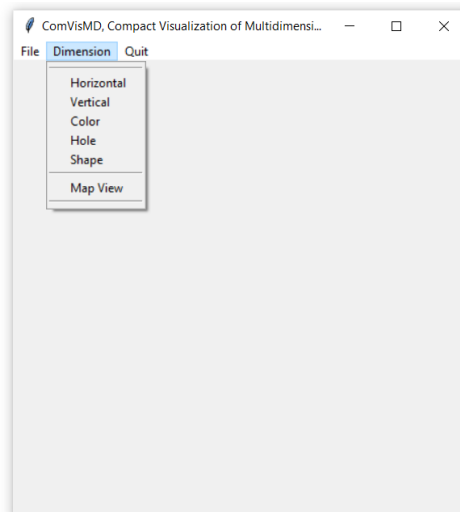 ComVisMD, Compact Visualization of Multidimensi...
File Dimension Quit
Horizontal
Vertical
Color
Hole
Shape
Map View